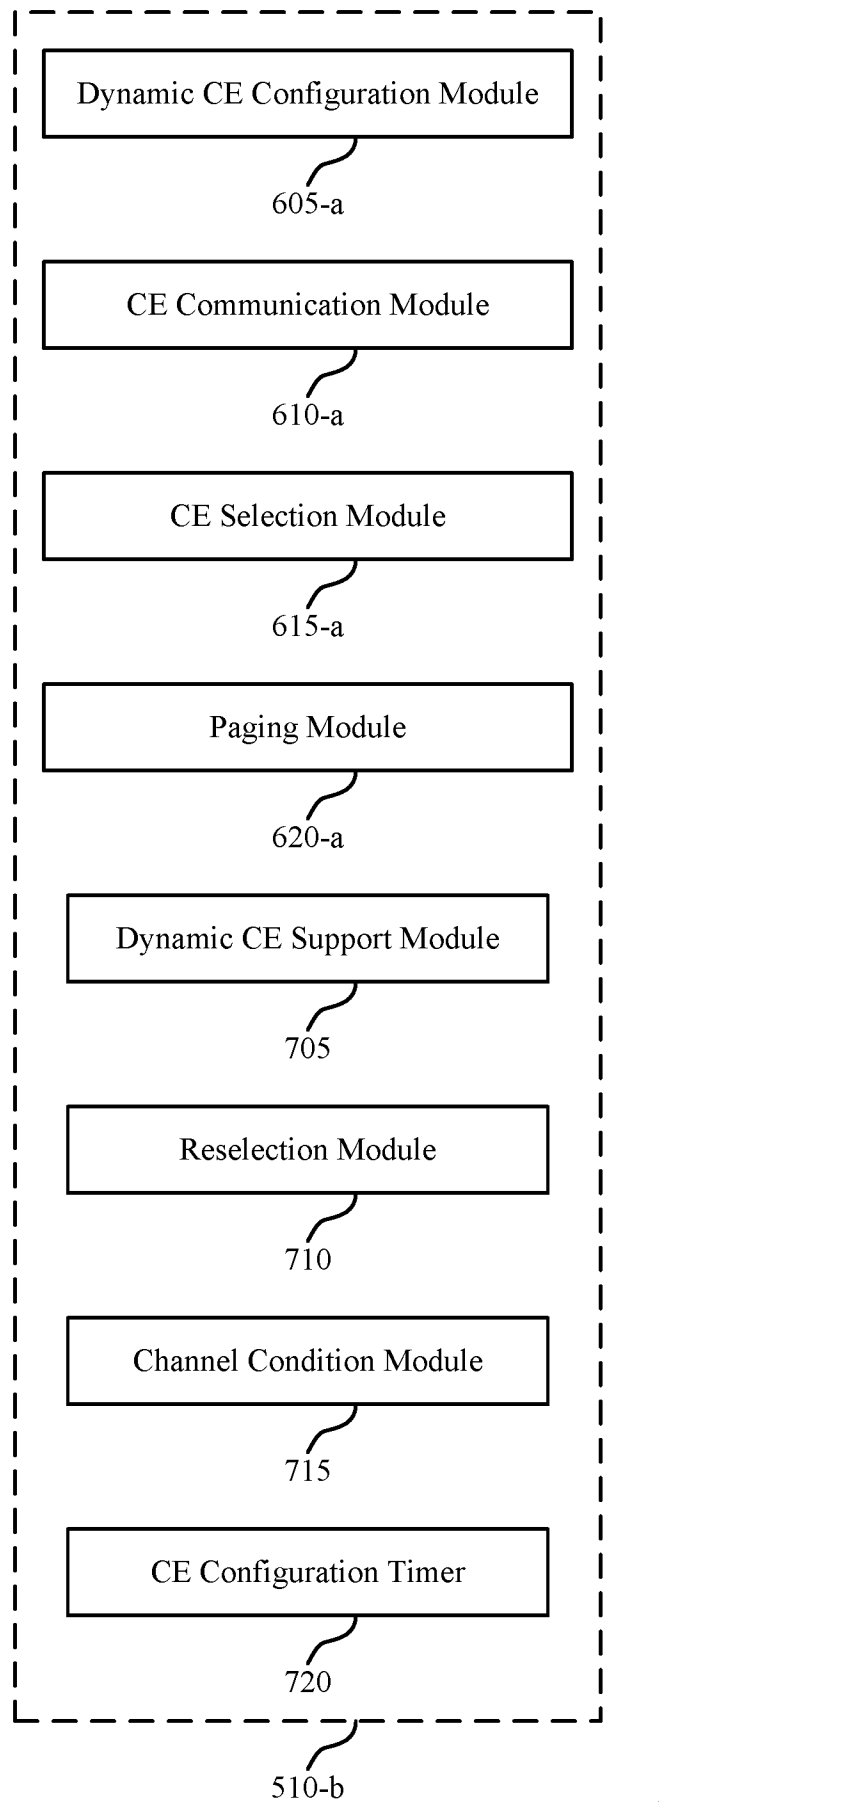 Dynamic CE Configuration Module
605-a
CE Communication Module
610-a
CE Selection Module
615-a
Paging Module
620-a
Dynamic CE Support Module
705
Reselection Module
710
Channel Condition Module
715
CE Configuration Timer
720
510-b